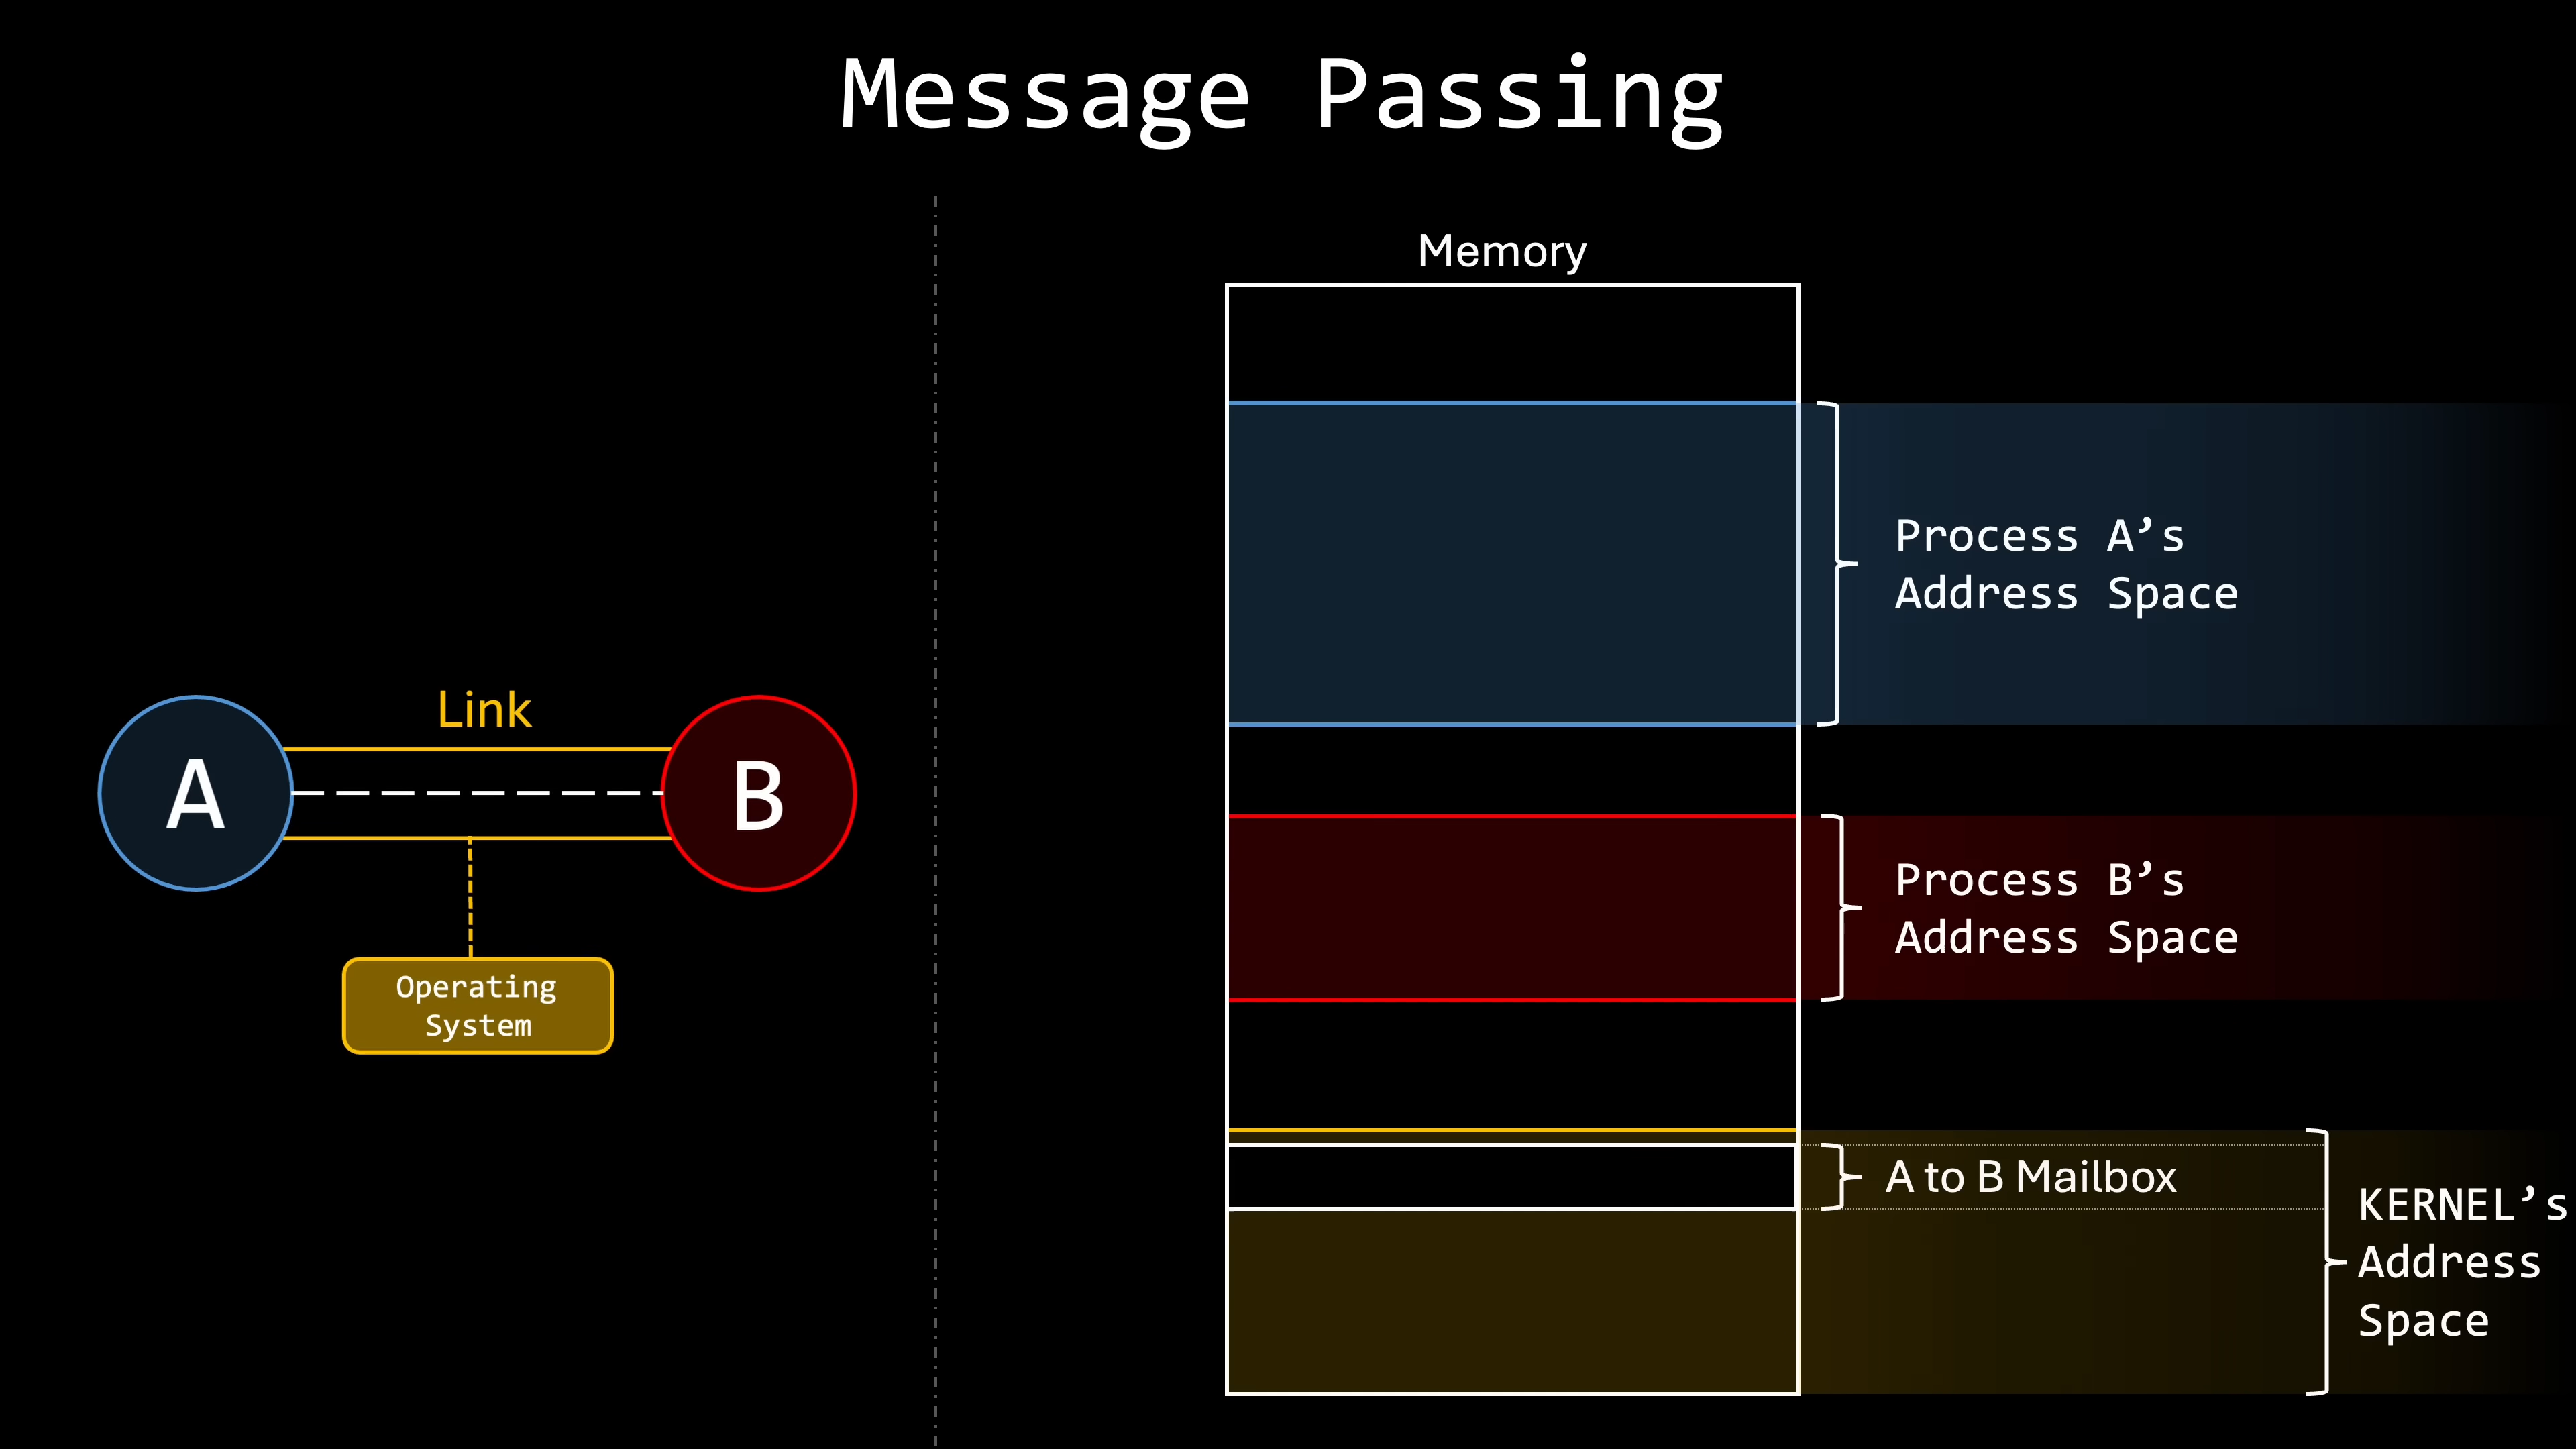 Message Passing
Link
A
B
Operating
System
Memory
Process A’s
Address Space
Process B’s
Address Space
A to B Mailbox
KERNEL’s
Address
Space